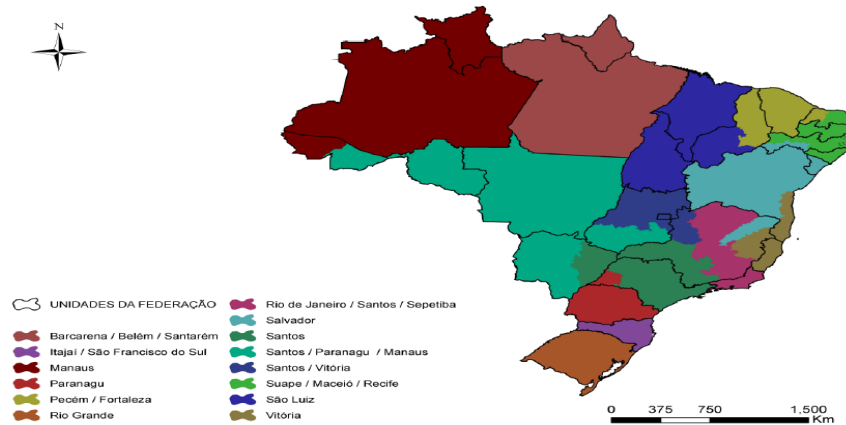 N
UNIDADES DA FEDERAÇÃO
Barcarena / Belém / Santarém
Itajaí / São Francisco do Sul
Manaus
Paranagu
Pecém / Fortaleza
Rio Grande
Rio de Janeiro / Santos / Sepetiba
Salvador
Santos
Santos / Paranagu / Manaus
Santos / Vitória
Suape / Maceió / Recife
São Luiz
Vitória
0 375 750 1,500
Km